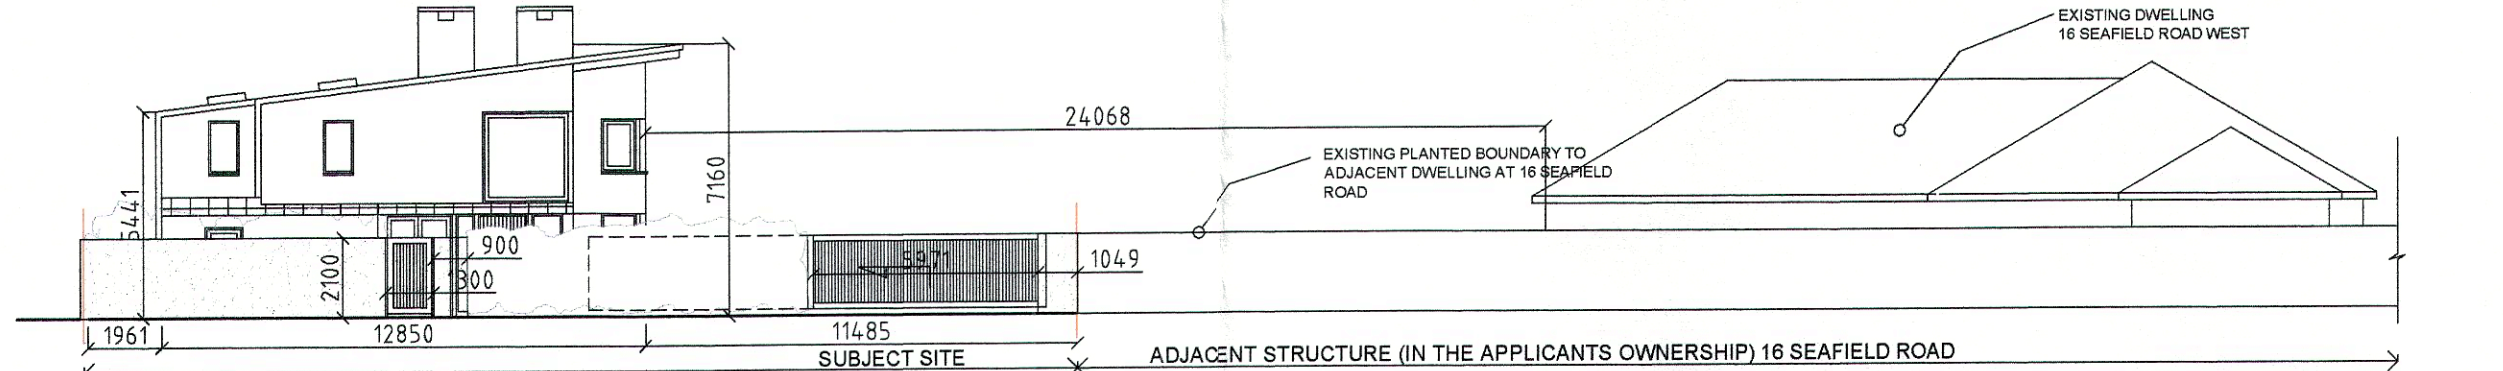 EXISTING DWELLING
16 SEAFIELD ROAD WEST
24068
EXISTING PLANTED BOUNDARY TO
ADJACENT DWELLING AT 16 SEAFIELD
ROAD
7160
5441
2100
900
5971
1049
1961
12850
11485
SUBJECT SITE
ADJACENT STRUCTURE (IN THE APPLICANTS OWNERSHIP) 16 SEAFIELD ROAD